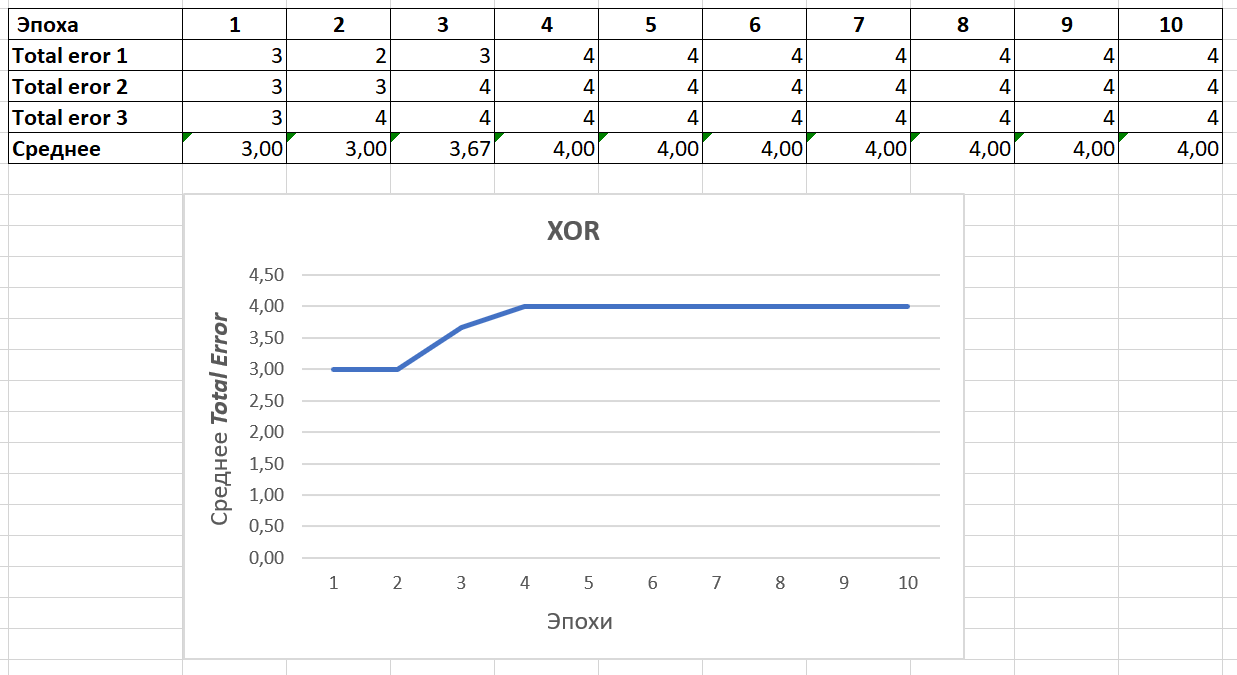 Эпоха 1 2 3 4 5 6 7 8 9 10
Total eror 1 3 2 3 4 4 4 4 4 4 4
Total eror 2 3 3 4 4 4 4 4 4 4 4
Total eror 3 3 4 4 4 4 4 4 4 4 4
Среднее 3,00 3,00 3,67 4,00 4,00 4,00 4,00 4,00 4,00 4,00
XOR
Среднее Total Error
4,50
4,00
3,50
3,00
2,50
2,00
1,50
1,00
0,50
0,00
1 2 3 4 5 6 7 8 9 10
Эпохи